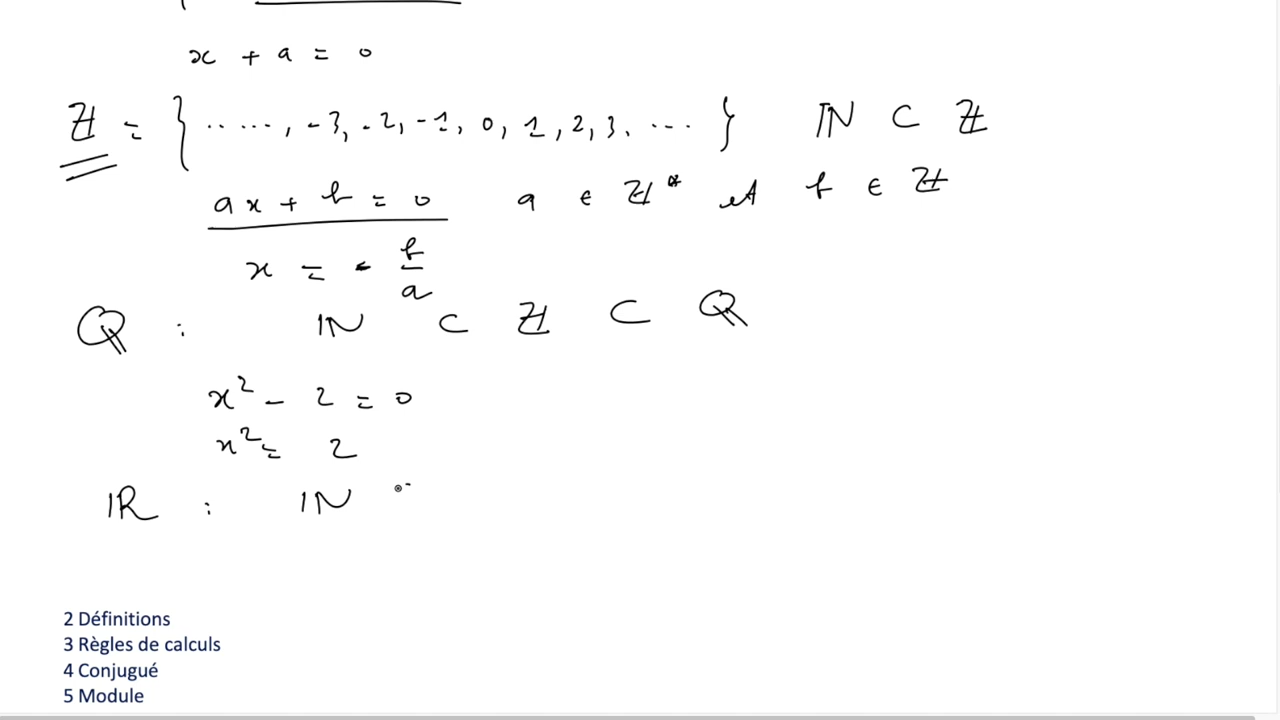 x + a = 0
ℤ = { ......, -3, -2, -1, 0, 1, 2, 3, .... } ℕ ⊂ ℤ
ax + b = 0 a ∈ ℤ* et b ∈ ℤ
x = - b/a
ℚ : ℕ ⊂ ℤ ⊂ ℚ
x² - 2 = 0
x² = 2
ℝ : ℕ
2 Définitions
3 Règles de calculs
4 Conjugué
5 Module